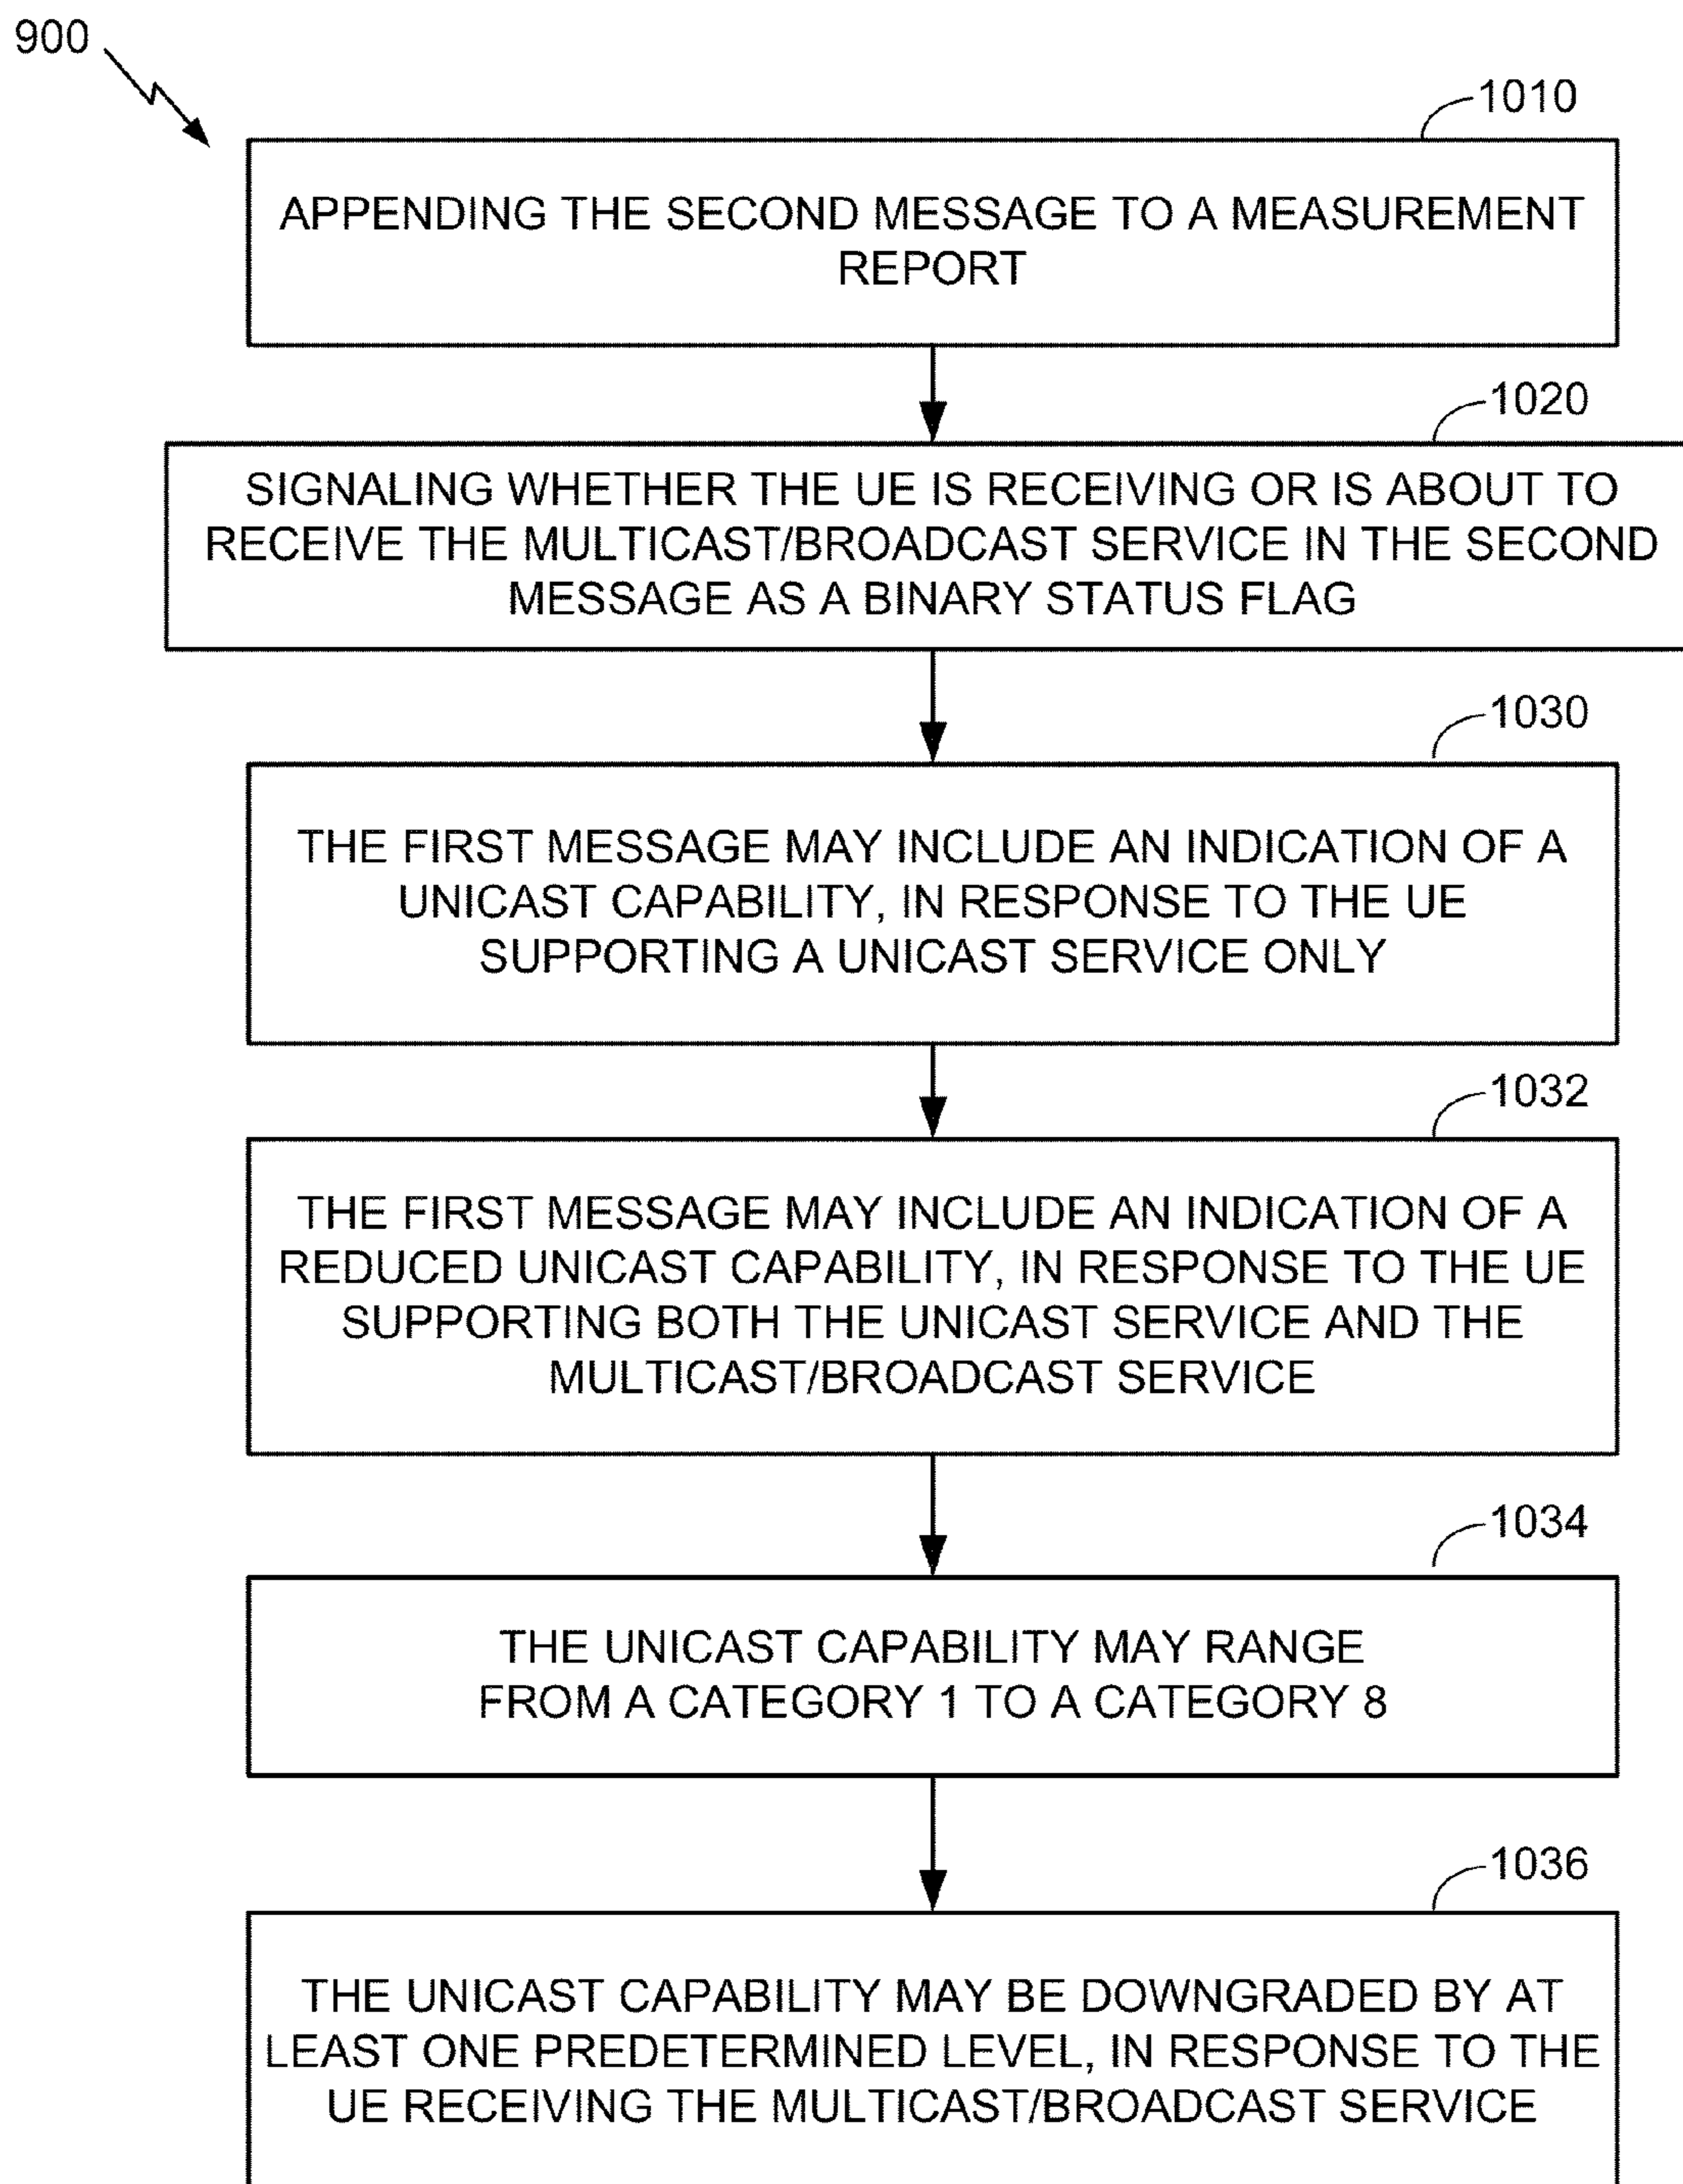 900
1010
APPENDING THE SECOND MESSAGE TO A MEASUREMENT
REPORT
1020
SIGNALING WHETHER THE UE IS RECEIVING OR IS ABOUT TO
RECEIVE THE MULTICAST/BROADCAST SERVICE IN THE SECOND
MESSAGE AS A BINARY STATUS FLAG
1030
THE FIRST MESSAGE MAY INCLUDE AN INDICATION OF A
UNICAST CAPABILITY, IN RESPONSE TO THE UE
SUPPORTING A UNICAST SERVICE ONLY
1032
THE FIRST MESSAGE MAY INCLUDE AN INDICATION OF A
REDUCED UNICAST CAPABILITY, IN RESPONSE TO THE UE
SUPPORTING BOTH THE UNICAST SERVICE AND THE
MULTICAST/BROADCAST SERVICE
1034
THE UNICAST CAPABILITY MAY RANGE
FROM A CATEGORY 1 TO A CATEGORY 8
1036
THE UNICAST CAPABILITY MAY BE DOWNGRADED BY AT
LEAST ONE PREDETERMINED LEVEL, IN RESPONSE TO THE
UE RECEIVING THE MULTICAST/BROADCAST SERVICE